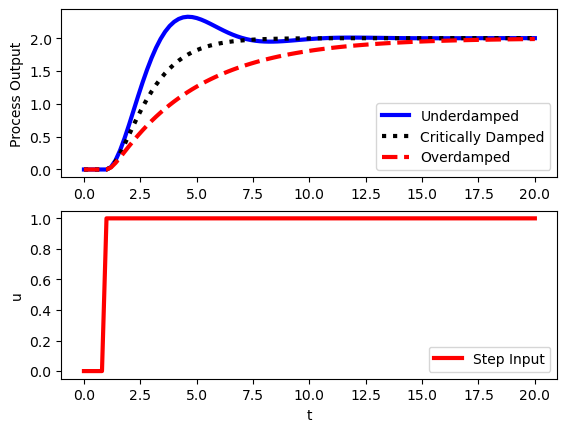 Process Output
2.0
1.5
1.0
0.5
0.0
Underdamped
Critically Damped
Overdamped
0.0 2.5 5.0 7.5 10.0 12.5 15.0 17.5 20.0
u
1.0
0.8
0.6
0.4
0.2
0.0
Step Input
0.0 2.5 5.0 7.5 10.0 12.5 15.0 17.5 20.0
t